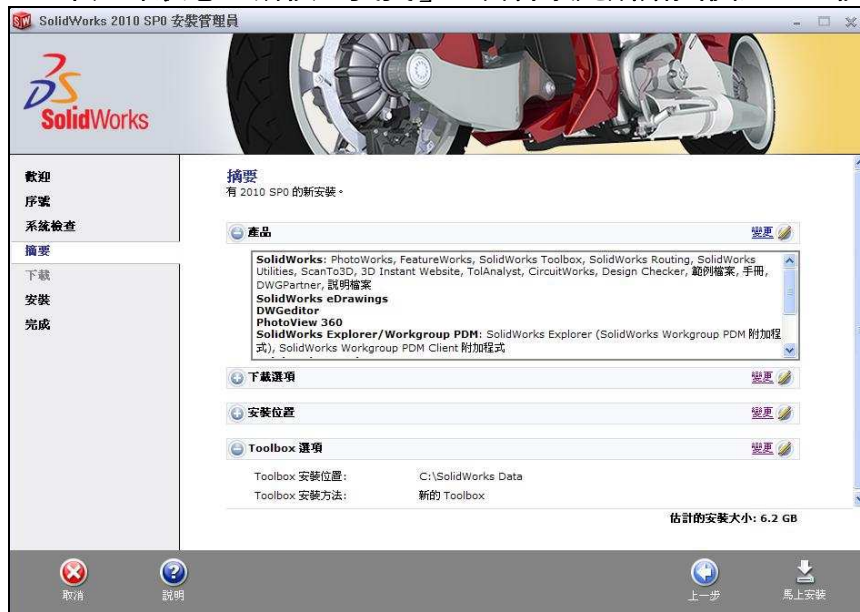 SolidWorks 2010 SP0 安裝管理員
SolidWorks
歡迎
序號
系統檢查
摘要
下載
安裝
完成
摘要
有 2010 SP0 的新安裝。
產品
變更
SolidWorks: PhotoWorks, FeatureWorks, SolidWorks Toolbox, SolidWorks Routing, SolidWorks
Utilities, ScanTo3D, 3D Instant Website, TolAnalyst, CircuitWorks, Design Checker, 範例檔案, 手冊,
DWGPartner, 說明檔案
SolidWorks eDrawings
DWGeditor
PhotoView 360
SolidWorks Explorer/Workgroup PDM: SolidWorks Explorer (SolidWorks Workgroup PDM 附加程
式), SolidWorks Workgroup PDM Client 附加程式
下載選項
變更
安裝位置
變更
Toolbox 選項
變更
Toolbox 安裝位置: C:\SolidWorks Data
Toolbox 安裝方法: 新的 Toolbox
估計的安裝大小: 6.2 GB
取消
說明
上一步
馬上安裝